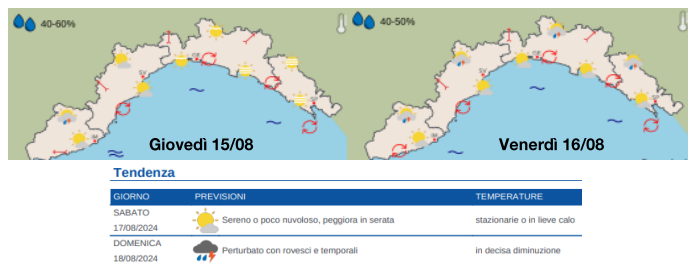 40-60%
40-50%
Giovedì 15/08
Venerdì 16/08
Tendenza
GIORNO PREVISIONI TEMPERATURE
SABATO
17/08/2024
Sereno o poco nuvoloso, peggiora in serata
stazionarie o in lieve calo
DOMENICA
18/08/2024
Perturbato con rovesci e temporali
in decisa diminuzione